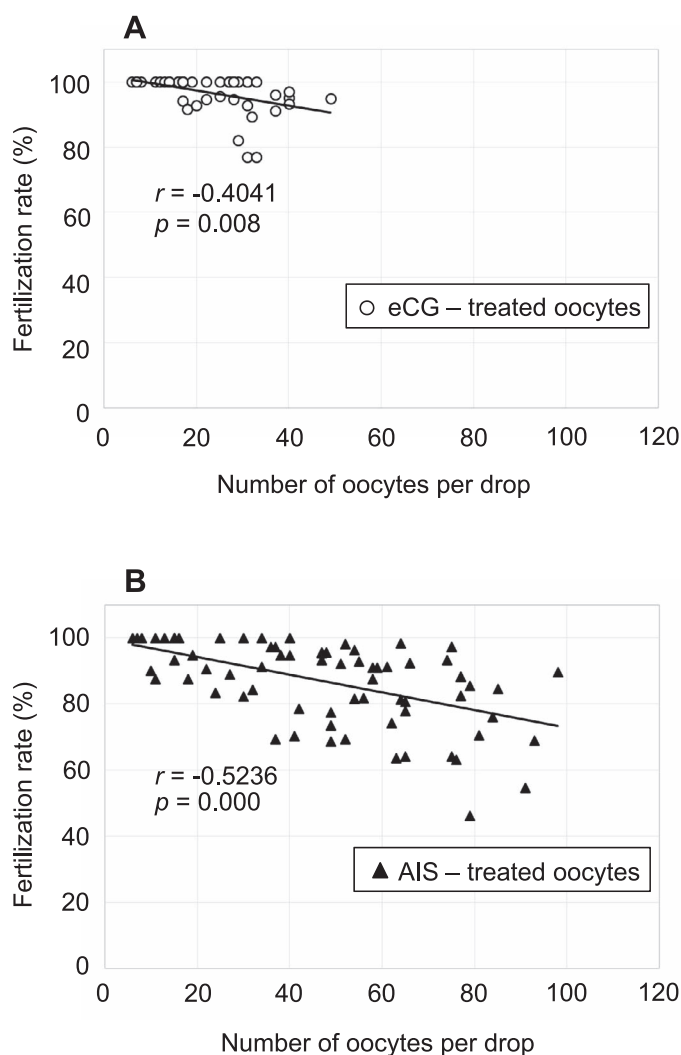 A
Fertilization rate (%)
100
80
60
40
20
0
r = -0.4041
p = 0.008
eCG – treated oocytes
0 20 40 60 80 100 120
Number of oocytes per drop
B
Fertilization rate (%)
100
80
60
40
20
0
r = -0.5236
p = 0.000
AIS – treated oocytes
0 20 40 60 80 100 120
Number of oocytes per drop